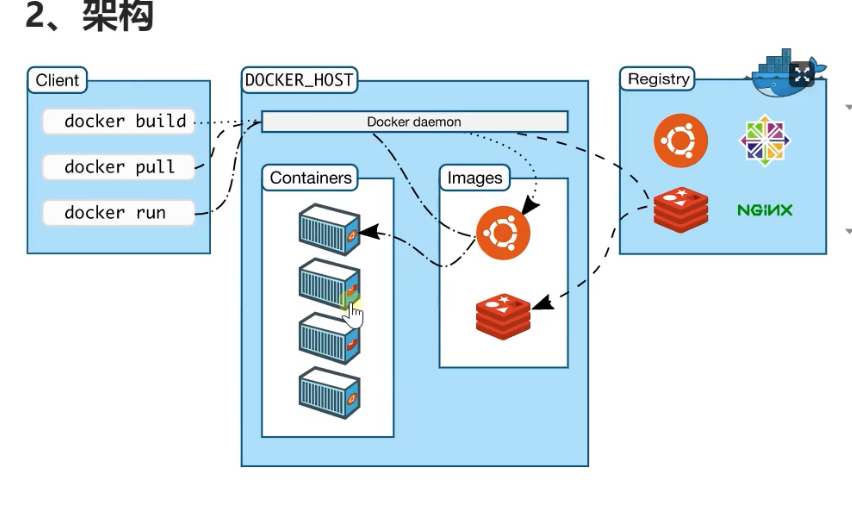 2、架构
Client
docker build
docker pull
docker run
DOCKER_HOST
Docker daemon
Containers
Images
Registry
NGiNX